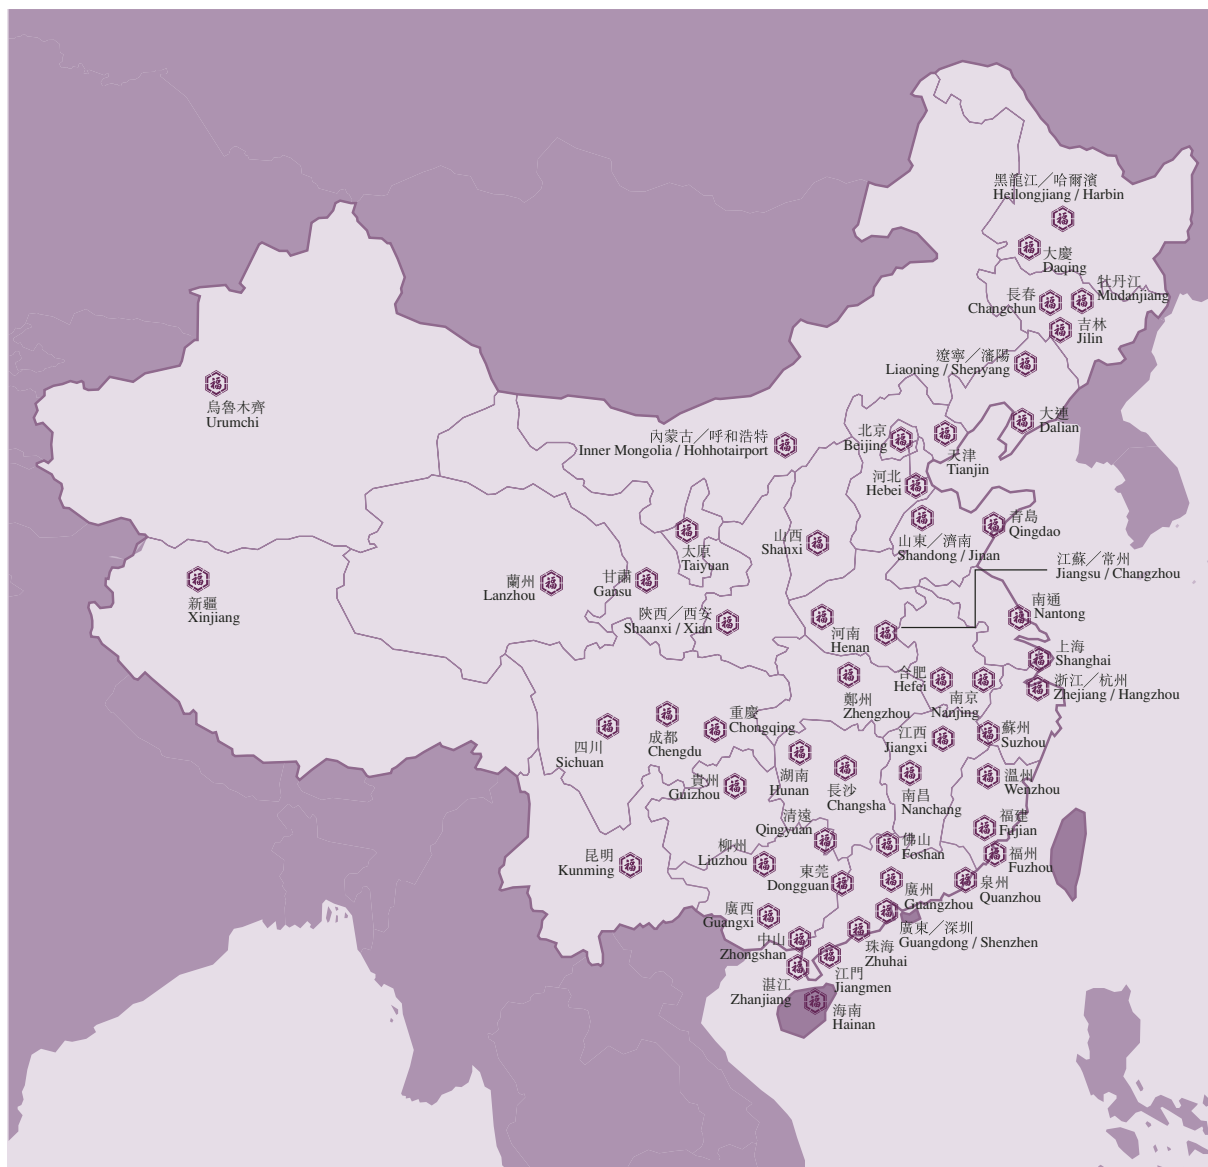 黑龍江／哈爾濱
Heilongjiang / Harbin
大慶
Daqing
牡丹江
Mudanjiang
長春
Changchun
吉林
Jilin
遼寧／瀋陽
Liaoning / Shenyang
烏魯木齊
Urumchi
大連
Dalian
北京
Beijing
內蒙古／呼和浩特
Inner Mongolia / Hohhotairport
天津
Tianjin
河北
Hebei
青島
Qingdao
山東／濟南
Shandong / Jinan
山西
Shanxi
太原
Taiyuan
江蘇／常州
Jiangsu / Changzhou
蘭州
Lanzhou
甘肅
Gansu
新疆
Xinjiang
陝西／西安
Shaanxi / Xian
南通
Nantong
河南
Henan
上海
Shanghai
合肥
Hefei
浙江／杭州
Zhejiang / Hangzhou
鄭州
Zhengzhou
南京
Nanjing
重慶
Chongqing
四川
Sichuan
成都
Chengdu
江西
Jiangxi
蘇州
Suzhou
湖南
Hunan
貴州
Guizhou
長沙
Changsha
南昌
Nanchang
溫州
Wenzhou
清遠
Qingyuan
福建
Fujian
柳州
Liuzhou
佛山
Foshan
昆明
Kunming
福州
Fuzhou
東莞
Dongguan
廣州
Guangzhou
泉州
Quanzhou
廣西
Guangxi
廣東／深圳
Guangdong / Shenzhen
中山
Zhongshan
珠海
Zhuhai
江門
Jiangmen
湛江
Zhanjiang
海南
Hainan